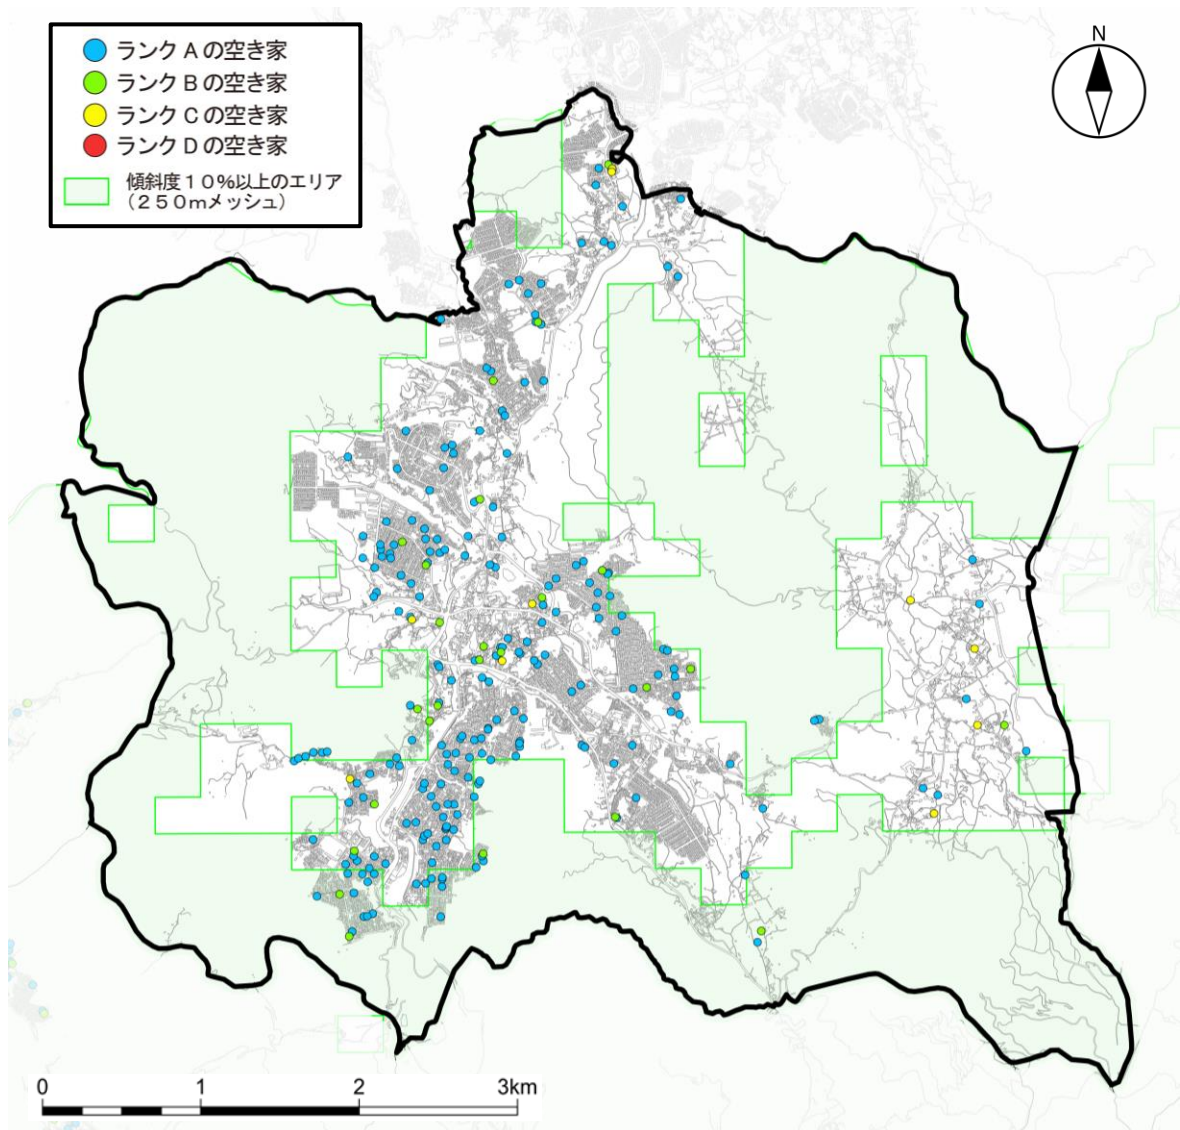 ランクAの空き家
ランクBの空き家
ランクCの空き家
ランクDの空き家
傾斜度10%以上のエリア
(250mメッシュ)
N
0 1 2 3km